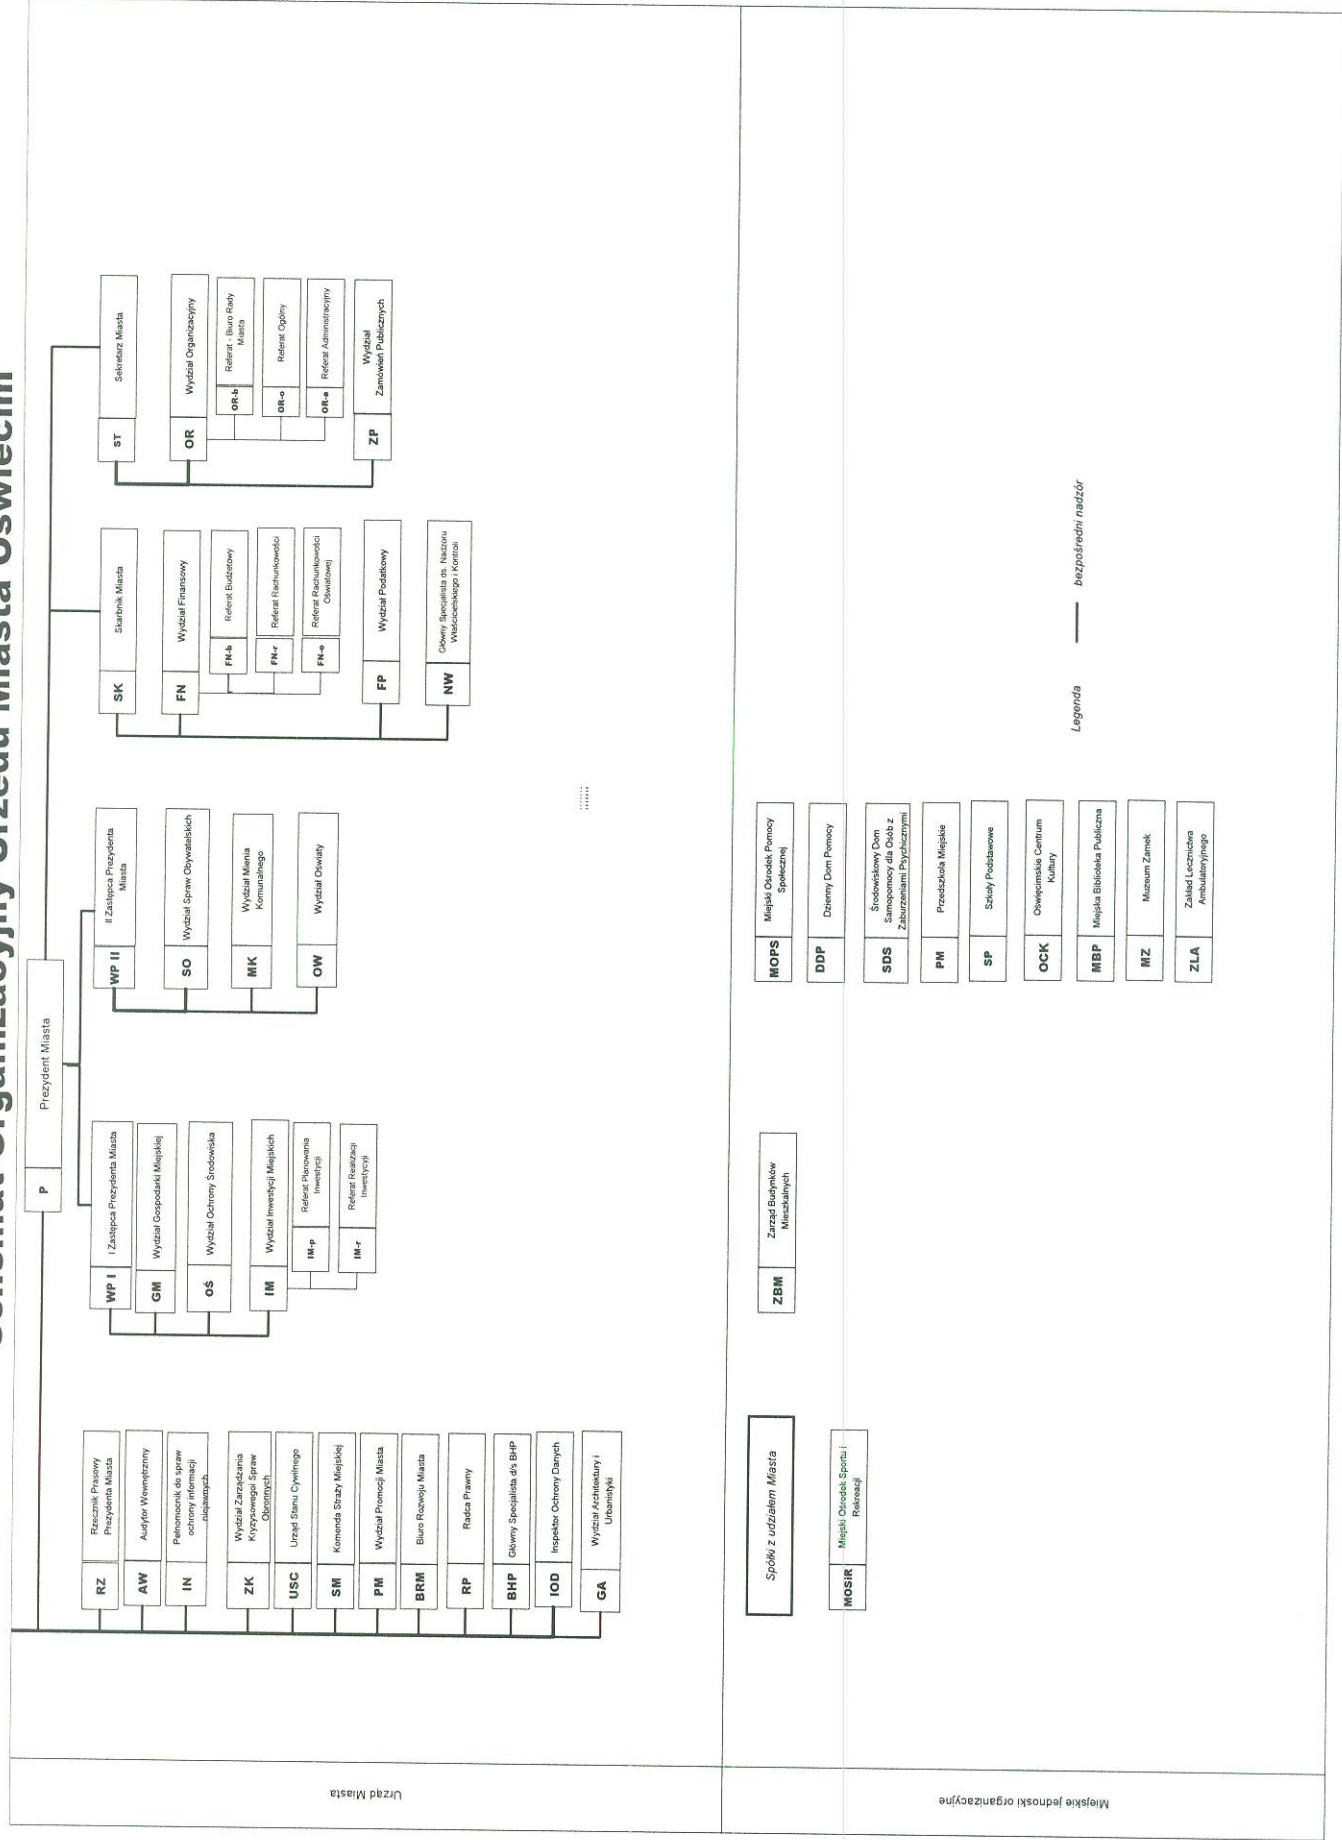 Schemat Organizacyjny Urzędu Miasta Oświęcim
P
Prezydent Miasta
RZ
Rzecznik Prasowy
Prezydenta Miasta
AW
Audytor Wewnętrznny
IN
Pełnomocnik do spraw
ochrony informacji
niejawnych
ZK
Wydział Zarządzania
Kryzysowegoi Spraw
Obronnych
USC
Urząd Stanu Cywilnego
SM
Komenda Straży Miejskiej
PM
Wydział Promocji Miasta
BRM
Biuro Rozwoju Miasta
RP
Radca Prawny
BHP
Główny Specjalista d/s BHP
IOD
Inspektor Ochrony Danych
GA
Wydział Architektury i
Urbanistyki
WP I
I Zastępca Prezydenta Miasta
GM
Wydział Gospodarki Miejskiej
OŚ
Wydział Ochrony Środowiska
IM
Wydział Inwestycji Miejskich
IM-p
Referat Planowania
Inwestycji
IM-r
Referat Realizacji
Inwestycyji
WP II
II Zastępca Prezydenta
Miasta
SO
Wydział Spraw Obywatelskich
MK
Wydział Mienia
Komunalnego
OW
Wydział Oświaty
SK
Skarbnik Miasta
FN
Wydział Finansowy
FN-b
Referat Budżetowy
FN-r
Referat Rachunkowości
FN-o
Referat Rachunkowości
Oświatowej
FP
Wydział Podatkowy
NW
Główny Specjalista ds. Nadzoru
Właścicielskiego i Kontroli
ST
Sekretarz Miasta
OR
Wydział Organizacyjny
OR-b
Referat - Biuro Rady
Miasta
OR-o
Referat Ogólny
OR-a
Referat Administracyjny
ZP
Wydział
Zamówień Publicznych
Urząd Miasta
Spółki z udziałem Miasta
MOSiR
Miejski Ośrodek Sportu i
Rekreacji
ZBM
Zarząd Budynków
Mieszkalnych
MOPS
Miejski Ośrodek Pomocy
Społecznej
DDP
Dzienny Dom Pomocy
SDS
Środowiskowy Dom
Samopomocy dla Osób z
Zaburzeniami Psychicznymi
PM
Przedszkola Miejskie
SP
Szkoły Podstawowe
OCK
Oświęcimskie Centrum
Kultury
MBP
Miejska Biblioteka Publiczna
MZ
Muzeum Zamek
ZLA
Zakład Lecznictwa
Ambulatoryjnego
Legenda
bezpośredni nadzór
Miejskie jednoski organizacyjne